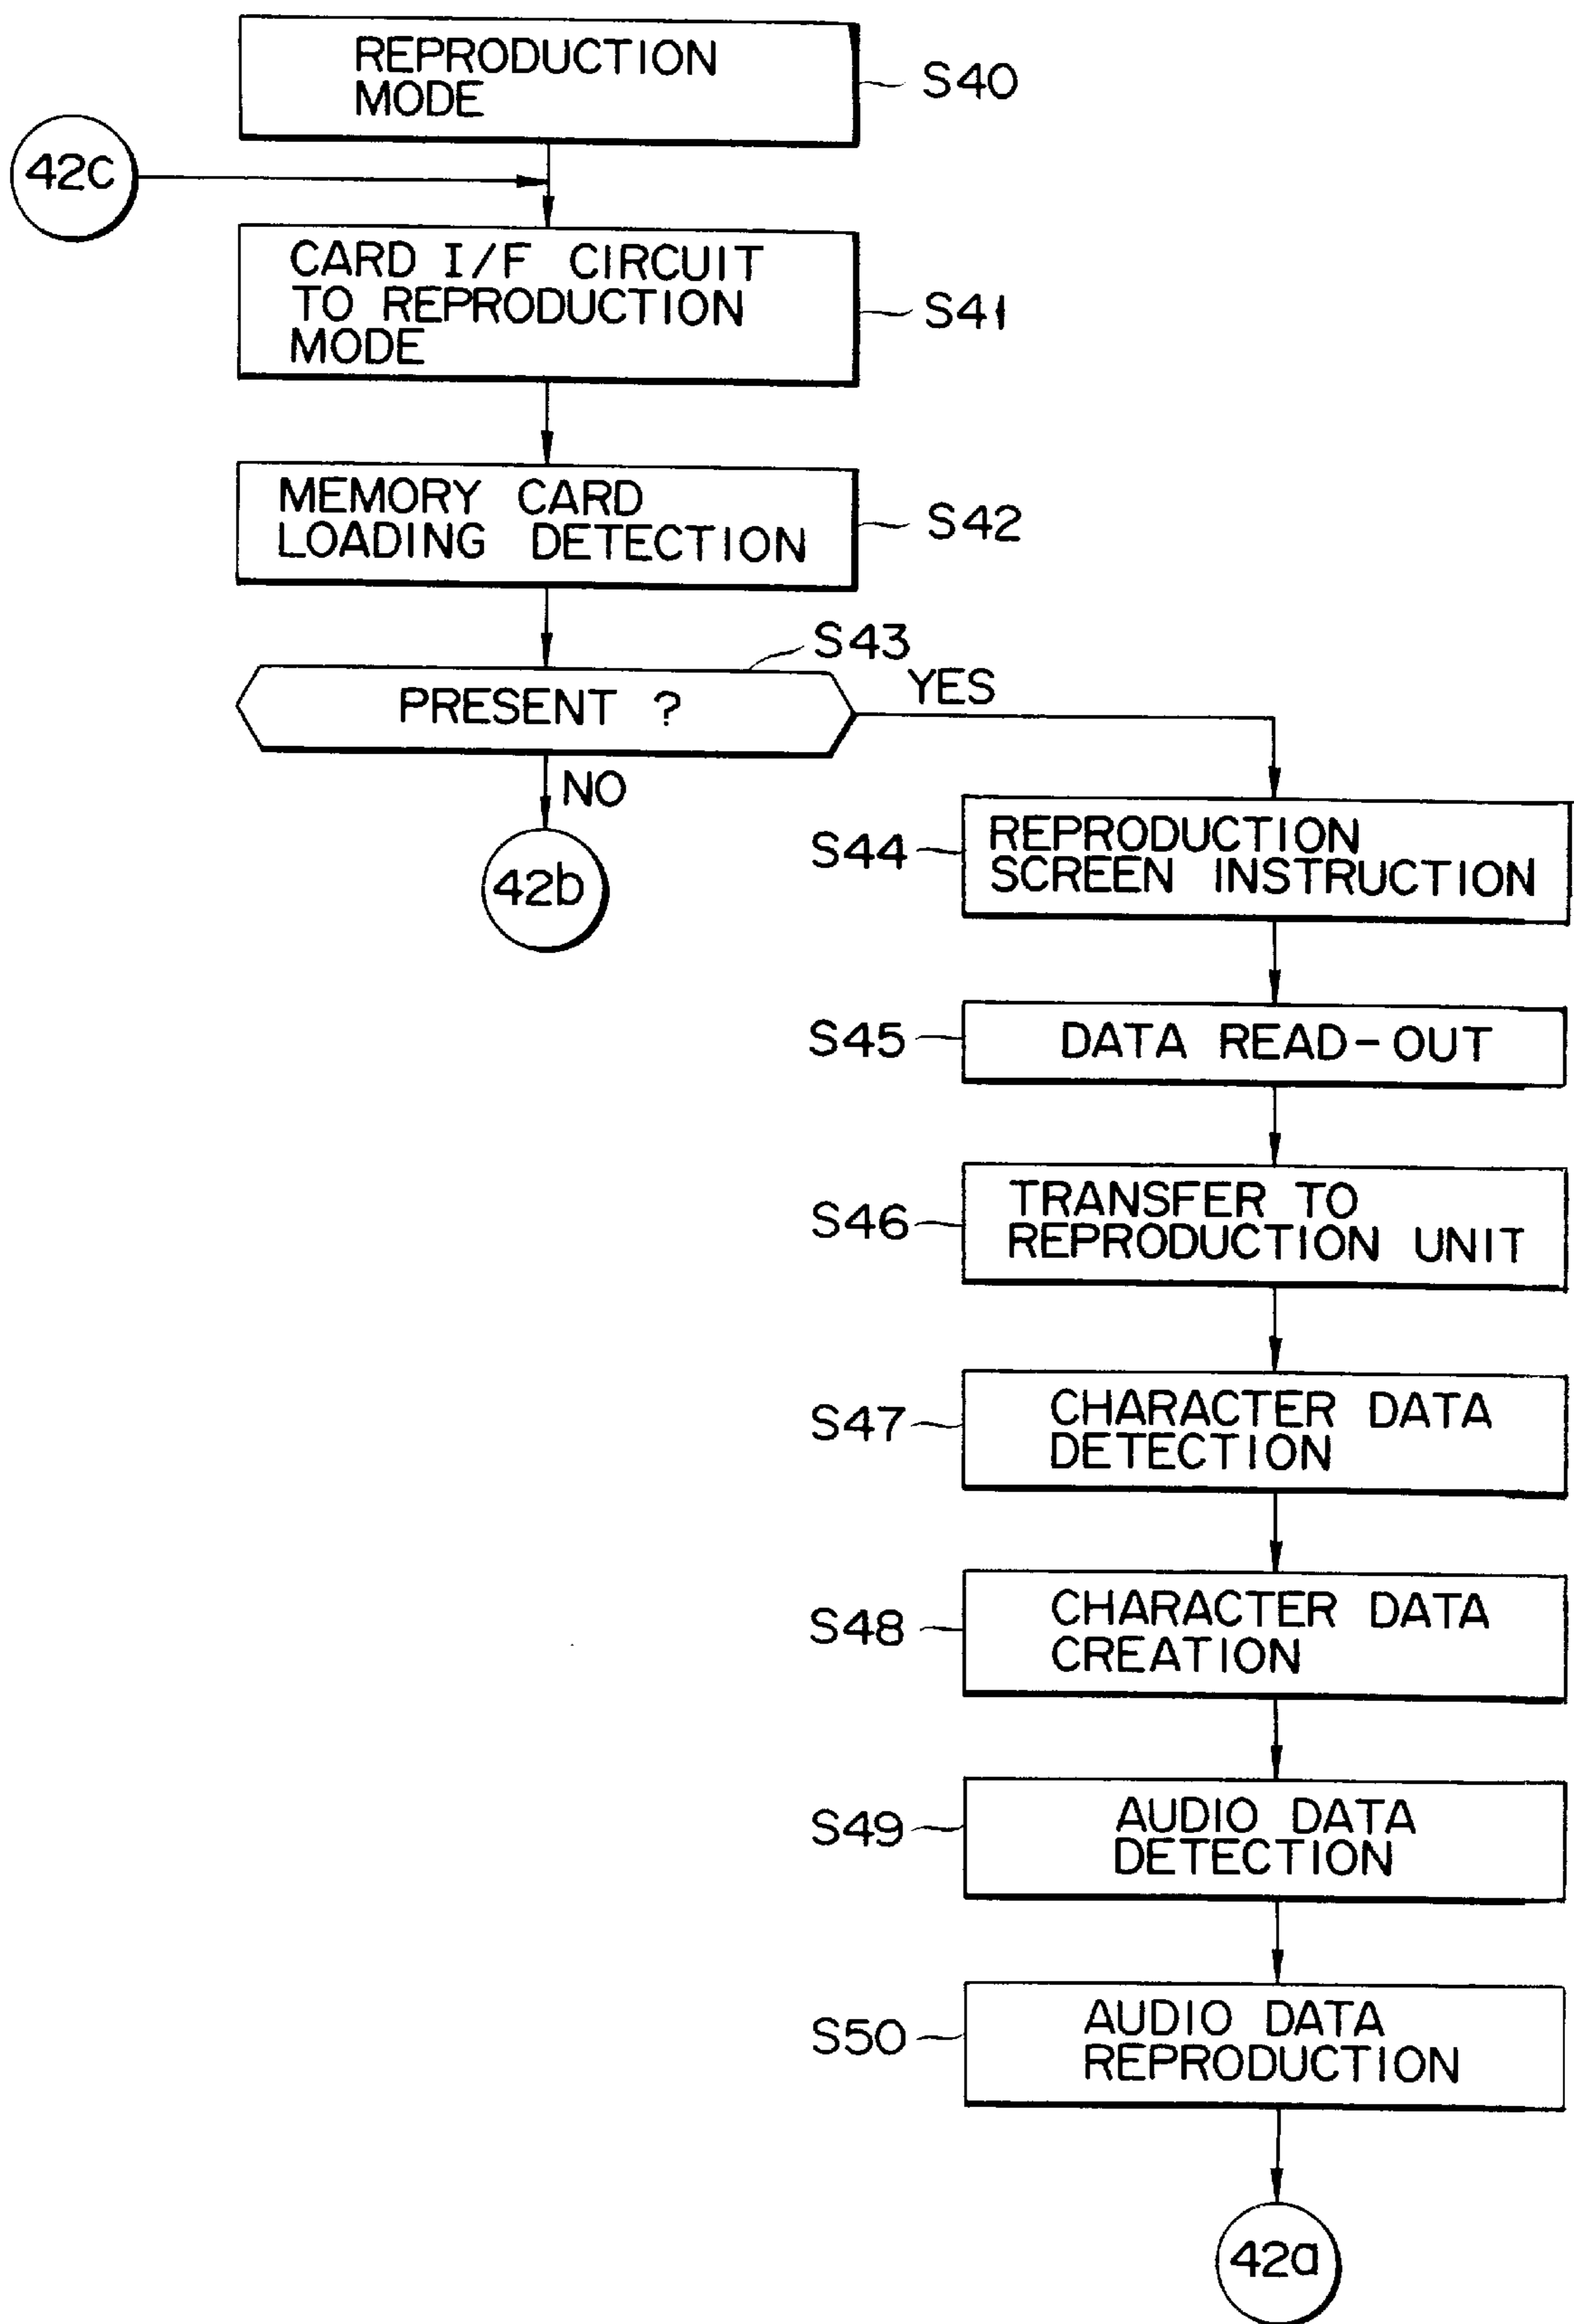 REPRODUCTION
MODE
S40
42C
CARD I/F CIRCUIT
TO REPRODUCTION
MODE
S41
MEMORY CARD
LOADING DETECTION
S42
S43
PRESENT ?
YES
NO
42b
S44
REPRODUCTION
SCREEN INSTRUCTION
S45
DATA READ-OUT
S46
TRANSFER TO
REPRODUCTION UNIT
S47
CHARACTER DATA
DETECTION
S48
CHARACTER DATA
CREATION
S49
AUDIO DATA
DETECTION
S50
AUDIO DATA
REPRODUCTION
42a